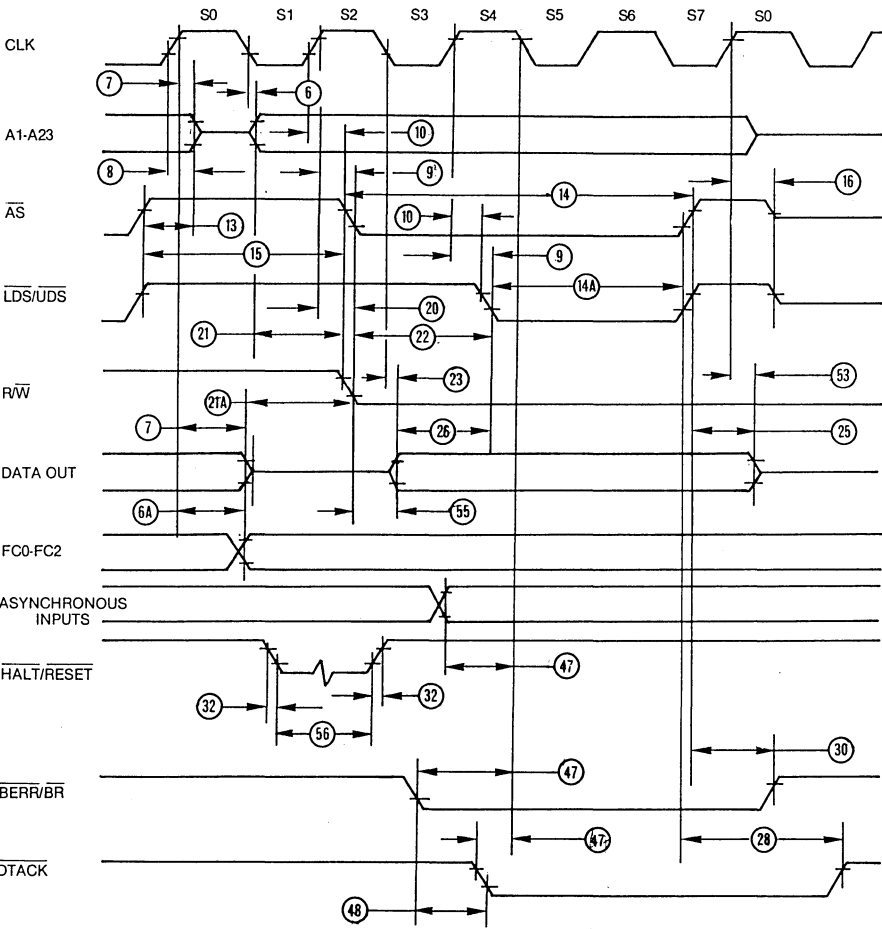 S0 S1 S2 S3 S4 S5 S6 S7 S0
CLK
7 6
A1-A23
10
8 9 14 16
AS
13 10
15 9
LDS/UDS
14A
20
21 22
23 53
R/W
21A
7 26 25
DATA OUT
6A 55
FC0-FC2
ASYNCHRONOUS
INPUTS
HALT/RESET
47
32 32
56
30
47
BERR/BR
47 28
DTACK
48